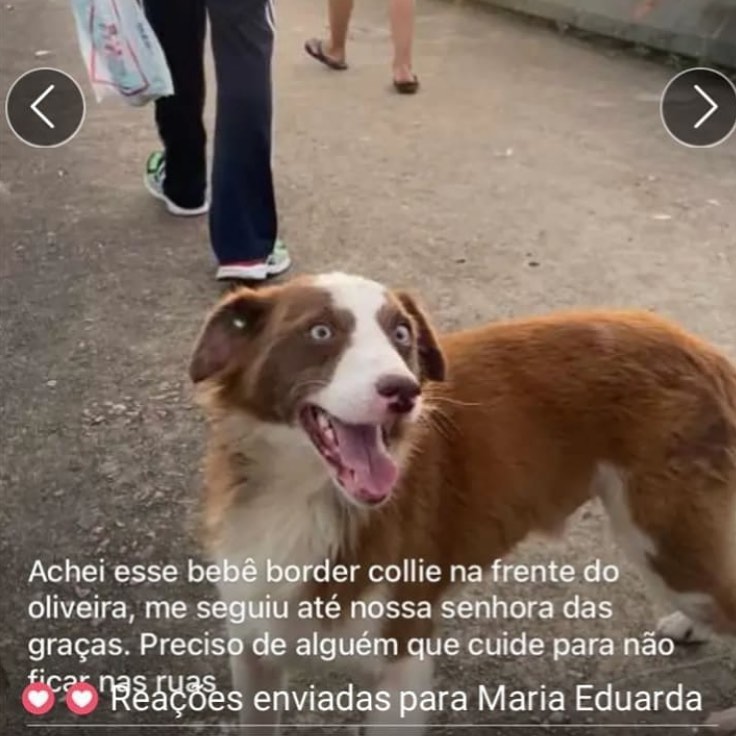 Achei esse bebê border collie na frente do
oliveira, me seguiu até nossa senhora das
graças. Preciso de alguém que cuide para não
ficar nas ruas
Reações enviadas para Maria Eduarda